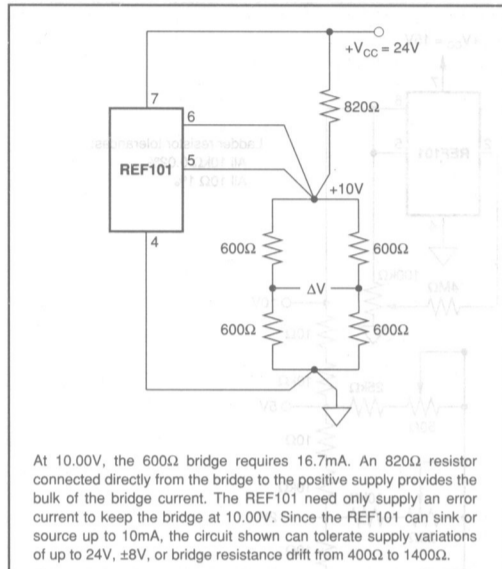 +VCC = 24V
7
820Ω
6
REF101
5
+10V
4
600Ω
600Ω
ΔV
600Ω
600Ω
At 10.00V, the 600Ω bridge requires 16.7mA. An 820Ω resistor
connected directly from the bridge to the positive supply provides the
bulk of the bridge current. The REF101 need only supply an error
current to keep the bridge at 10.00V. Since the REF101 can sink or
source up to 10mA, the circuit shown can tolerate supply variations
of up to 24V, ±8V, or bridge resistance drift from 400Ω to 1400Ω.